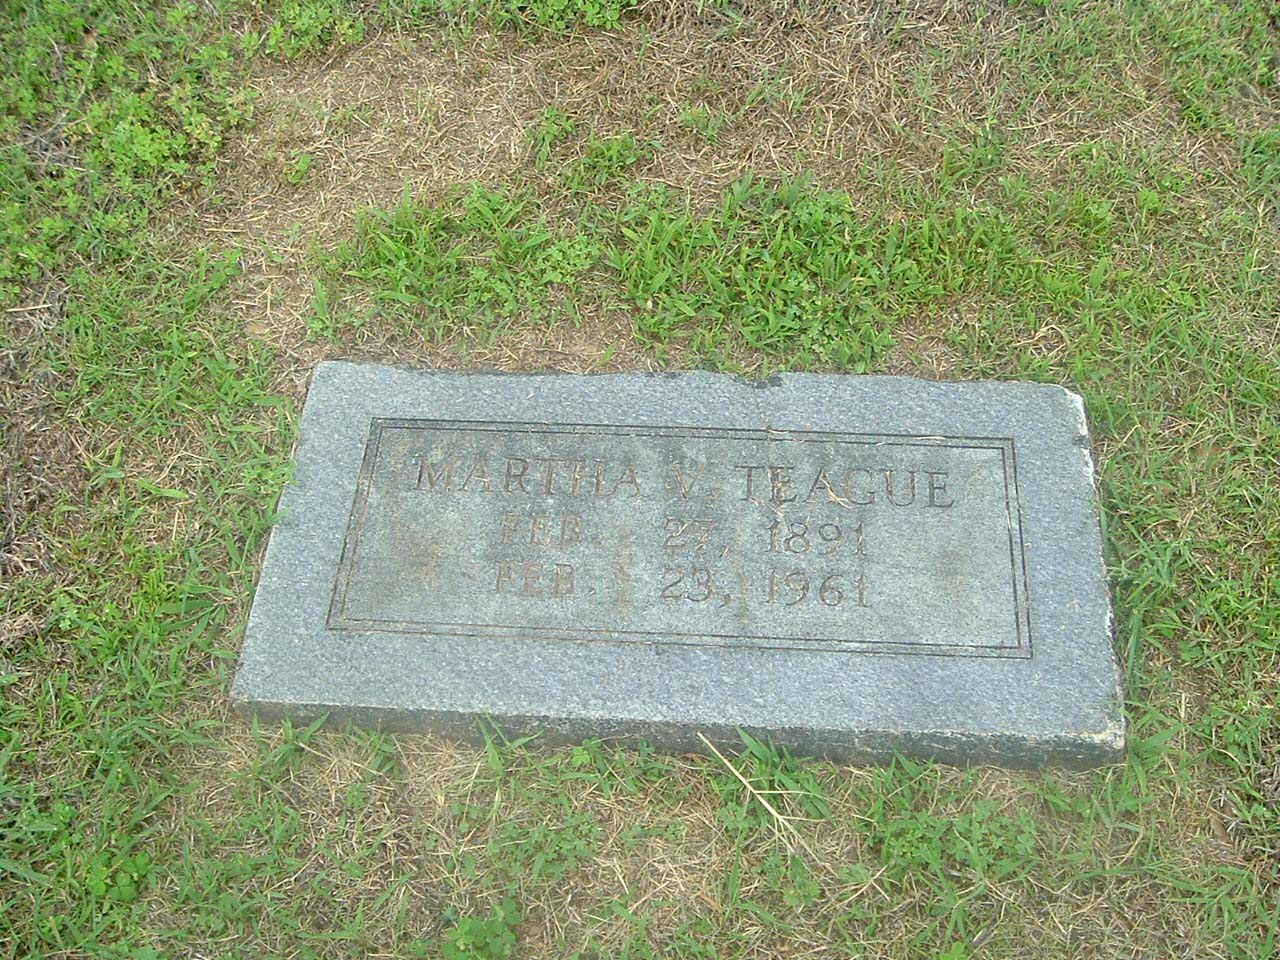 MARTHA V. TEAGUE
FEB. 27, 1891
FEB. 23, 1961